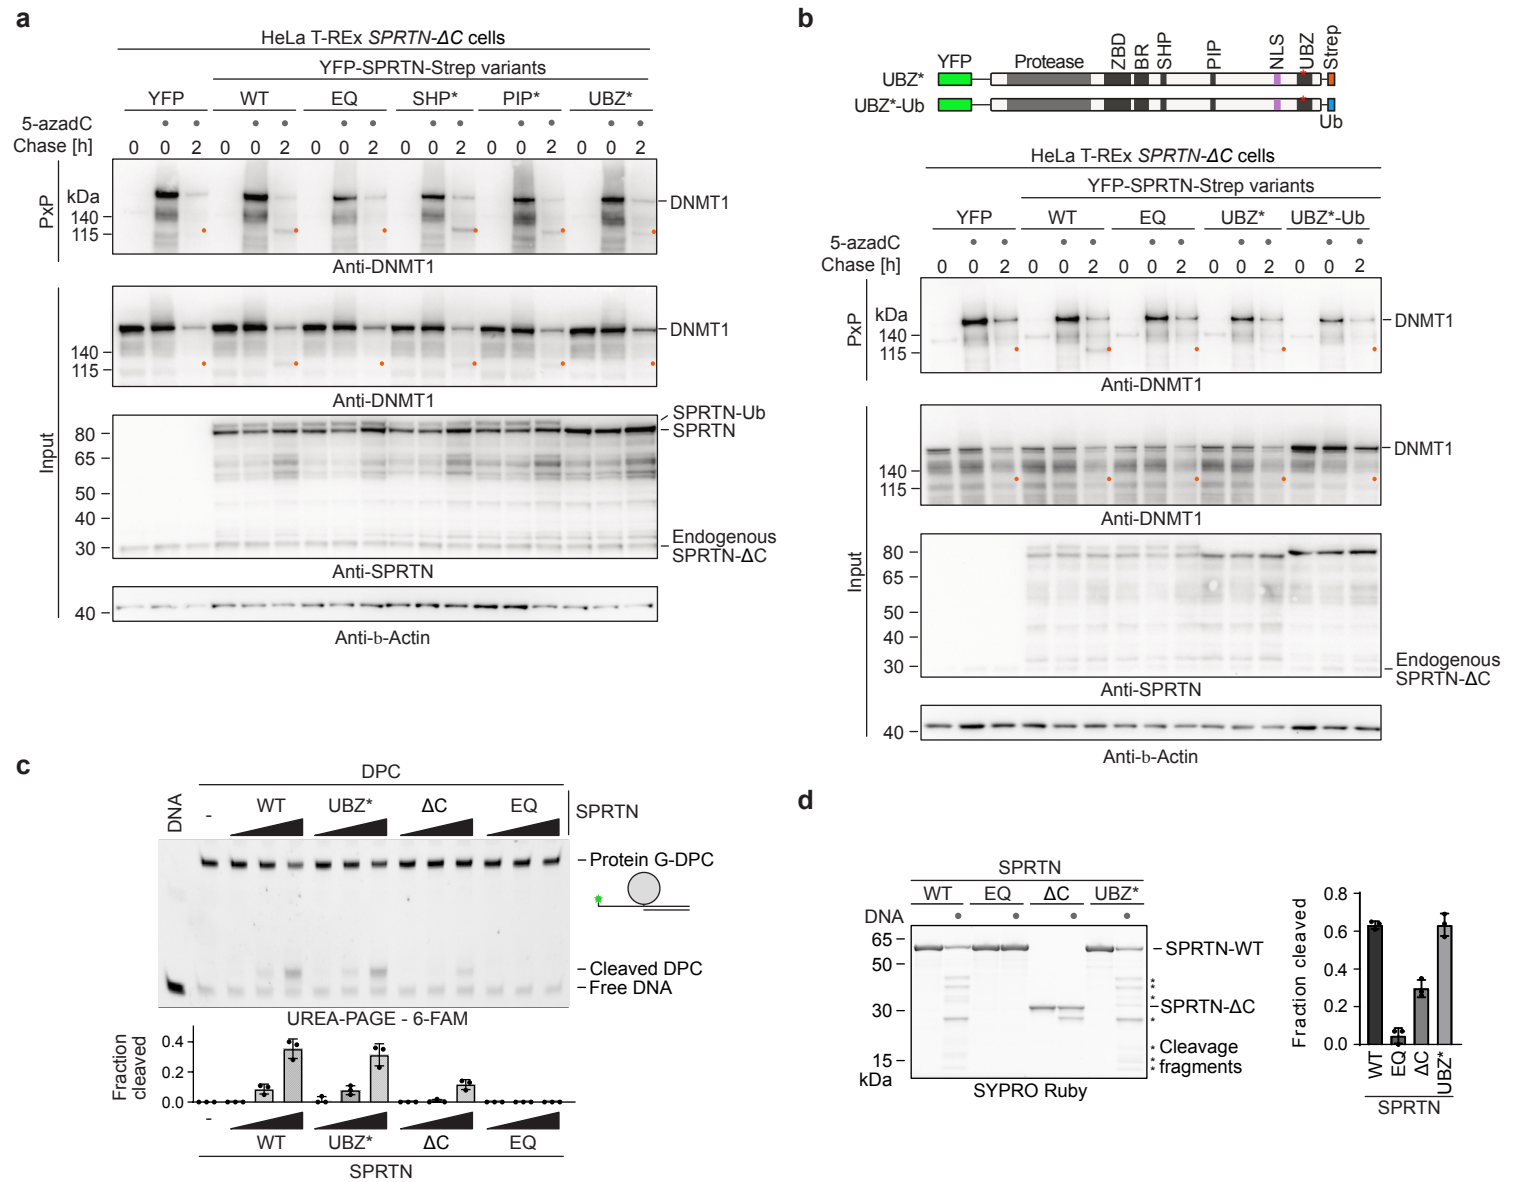 a
HeLa T-REx SPRTN-ΔC cells
YFP-SPRTN-Strep variants
YFP WT EQ SHP* PIP* UBZ*
5-azadC
Chase [h] 0 0 2 0 0 2 0 0 2 0 0 2 0 0 2 0 0 2
PxP
kDa
140
115
DNMT1
Anti-DNMT1
Input
140
115
DNMT1
Anti-DNMT1
80
65
50
40
30
SPRTN-Ub
SPRTN
Endogenous
SPRTN-ΔC
Anti-SPRTN
40
Anti-b-Actin
b
YFP Protease ZBD BR SHP PIP NLS UBZ Strep
UBZ*
UBZ*-Ub
Ub
HeLa T-REx SPRTN-ΔC cells
YFP-SPRTN-Strep variants
YFP WT EQ UBZ* UBZ*-Ub
5-azadC
Chase [h] 0 0 2 0 0 2 0 0 2 0 0 2 0 0 2
PxP
kDa
140
115
DNMT1
Anti-DNMT1
Input
140
115
DNMT1
Anti-DNMT1
80
65
50
40
30
Endogenous
SPRTN-ΔC
Anti-SPRTN
40
Anti-b-Actin
c
DPC
DNA - WT UBZ* ΔC EQ SPRTN
Protein G-DPC
Cleaved DPC
Free DNA
UREA-PAGE - 6-FAM
Fraction
cleaved
0.4
0.2
0.0
- WT UBZ* ΔC EQ
SPRTN
d
SPRTN
WT EQ ΔC UBZ*
DNA
65
50
30
15
kDa
SPRTN-WT
*
*
*
SPRTN-ΔC
*
* Cleavage
* fragments
*
SYPRO Ruby
Fraction cleaved
0.8
0.6
0.4
0.2
0.0
WT EQ ΔC UBZ*
SPRTN